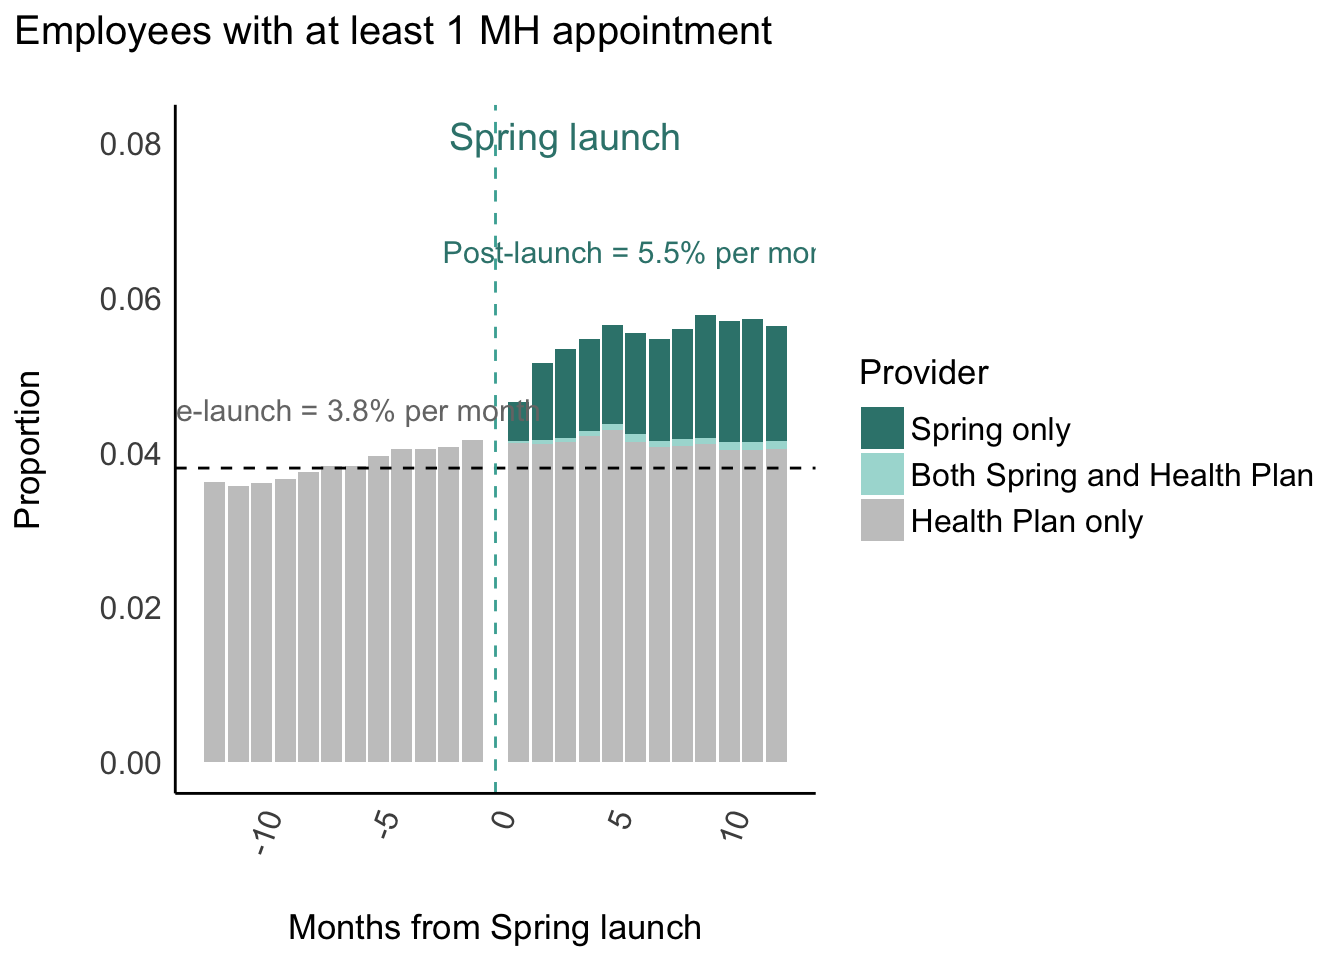 Employees with at least 1 MH appointment
Spring launch
Post-launch = 5.5% per mor
e-launch = 3.8% per month
0.08
0.06
0.04
0.02
0.00
Proportion
-10
-5
0
5
10
Months from Spring launch
Provider
Spring only
Both Spring and Health Plan
Health Plan only